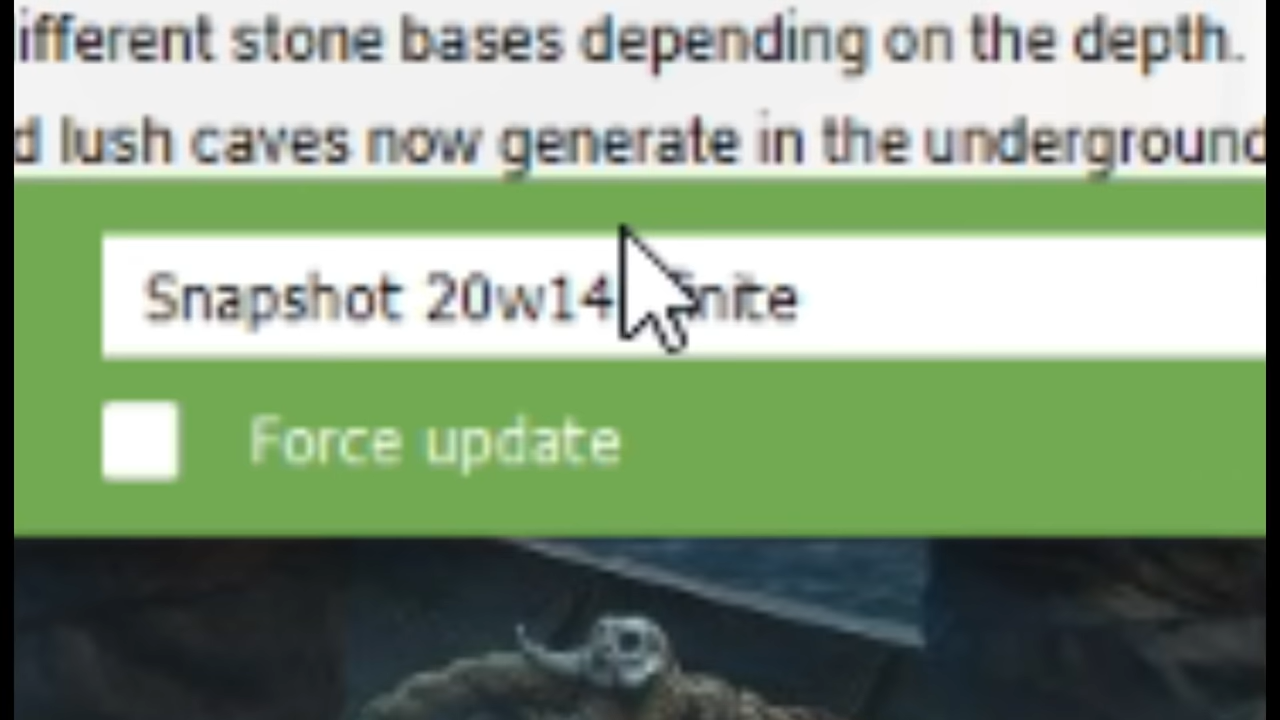 ifferent stone bases depending on the depth.
d lush caves now generate in the underground
Snapshot 20w14
Force update